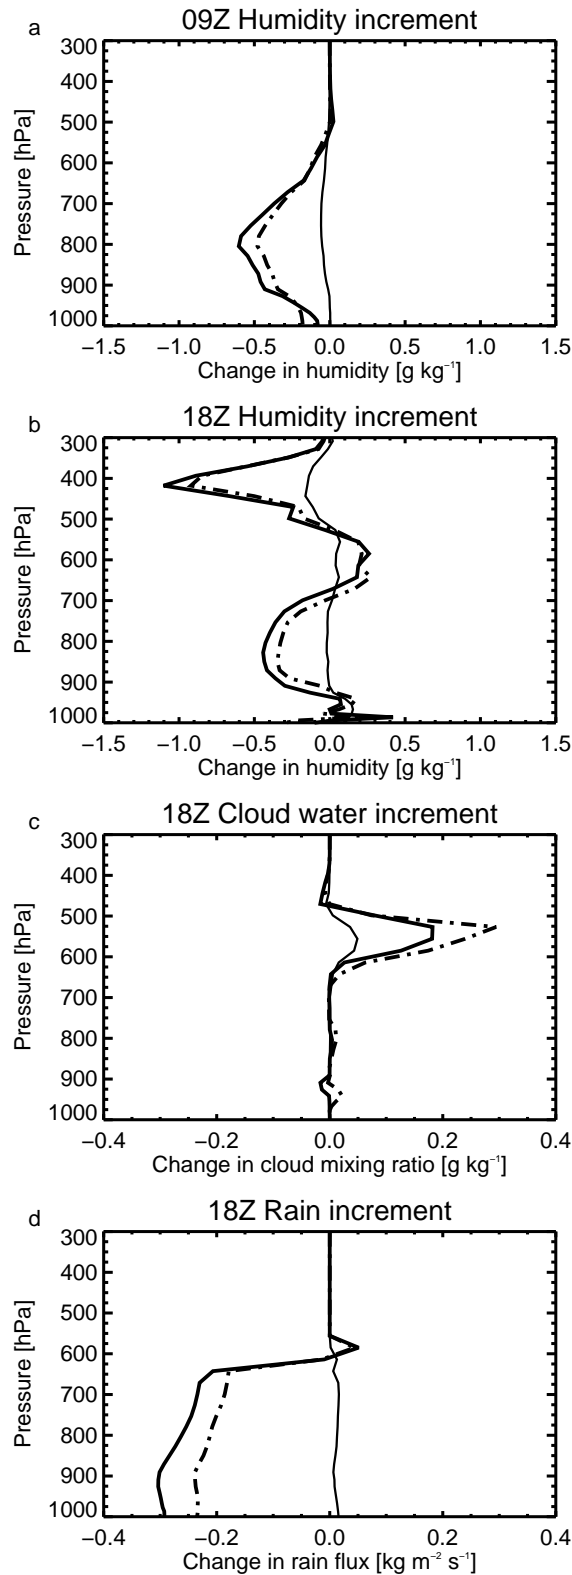 a
09Z Humidity increment
300
400
500
600
700
800
900
1000
Pressure [hPa]
−1.5 −1.0 −0.5 0.0 0.5 1.0 1.5
Change in humidity [g kg⁻¹]
b
18Z Humidity increment
300
400
500
600
700
800
900
1000
Pressure [hPa]
−1.5 −1.0 −0.5 0.0 0.5 1.0 1.5
Change in humidity [g kg⁻¹]
c
18Z Cloud water increment
300
400
500
600
700
800
900
1000
Pressure [hPa]
−0.4 −0.2 0.0 0.2 0.4
Change in cloud mixing ratio [g kg⁻¹]
d
18Z Rain increment
300
400
500
600
700
800
900
1000
Pressure [hPa]
−0.4 −0.2 0.0 0.2 0.4
Change in rain flux [kg m⁻² s⁻¹]